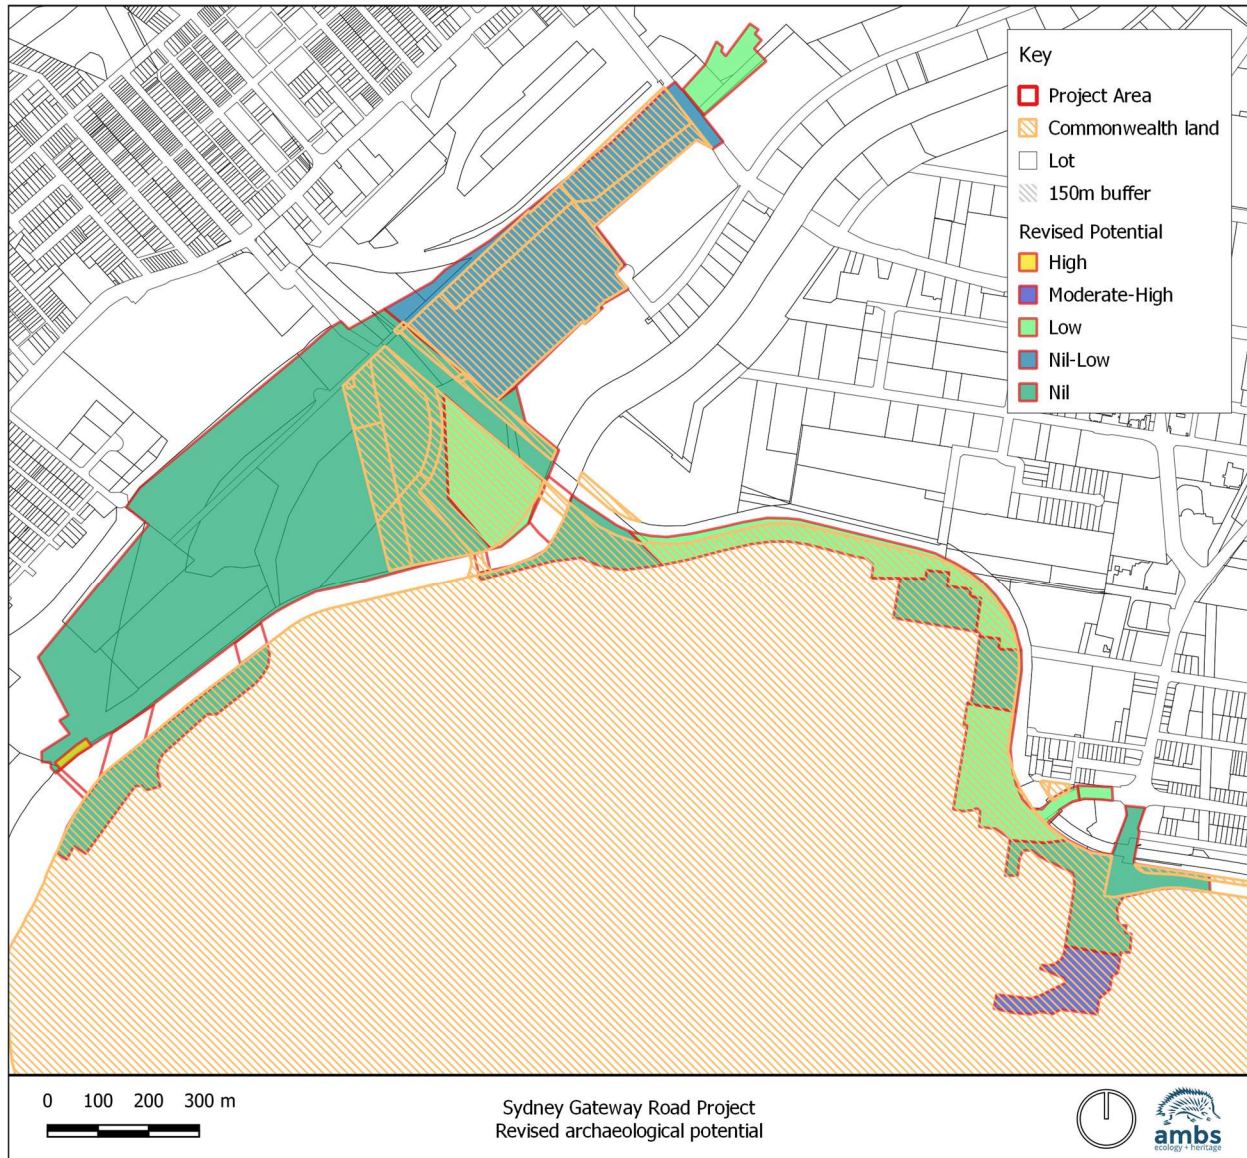 Key
Project Area
Commonwealth land
Lot
150m buffer
Revised Potential
High
Moderate-High
Low
Nil-Low
Nil
0 100 200 300 m
Sydney Gateway Road Project
Revised archaeological potential
ambs
ecology + heritage